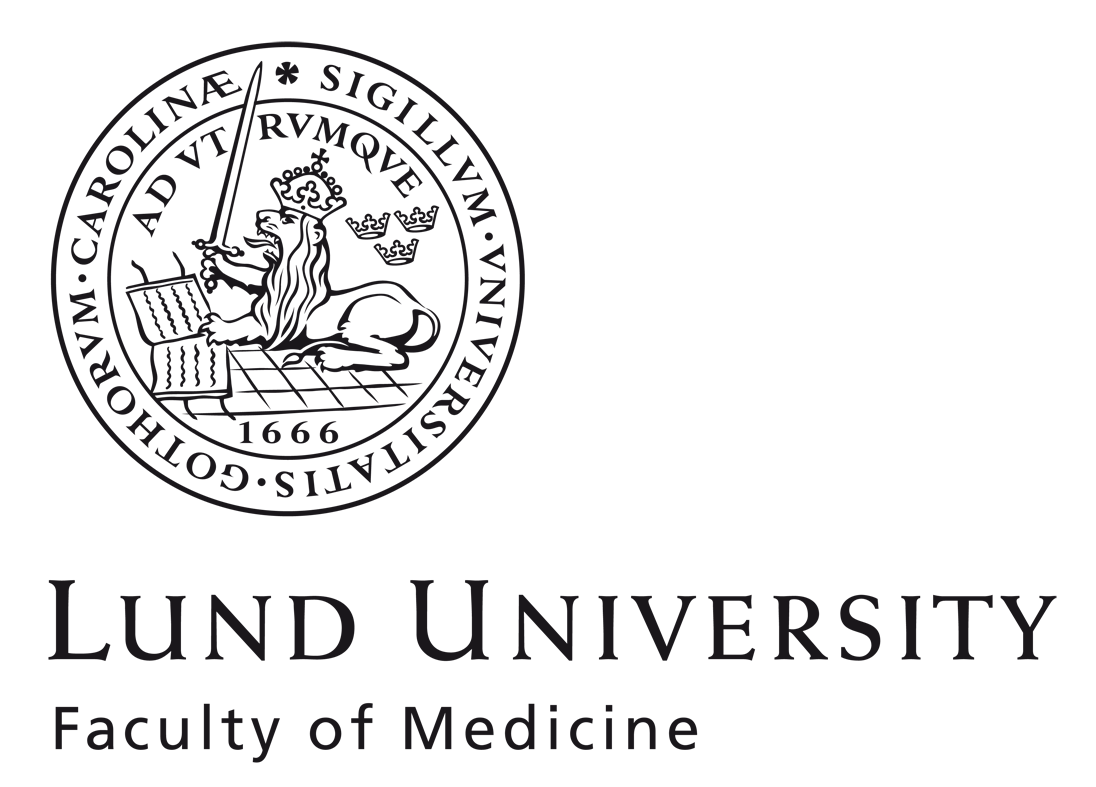 * SIGILLVM · VNIVERSITATIS · GOTHORVM · CAROLINÆ
AD VTRVMQVE
1666
LUND UNIVERSITY
Faculty of Medicine